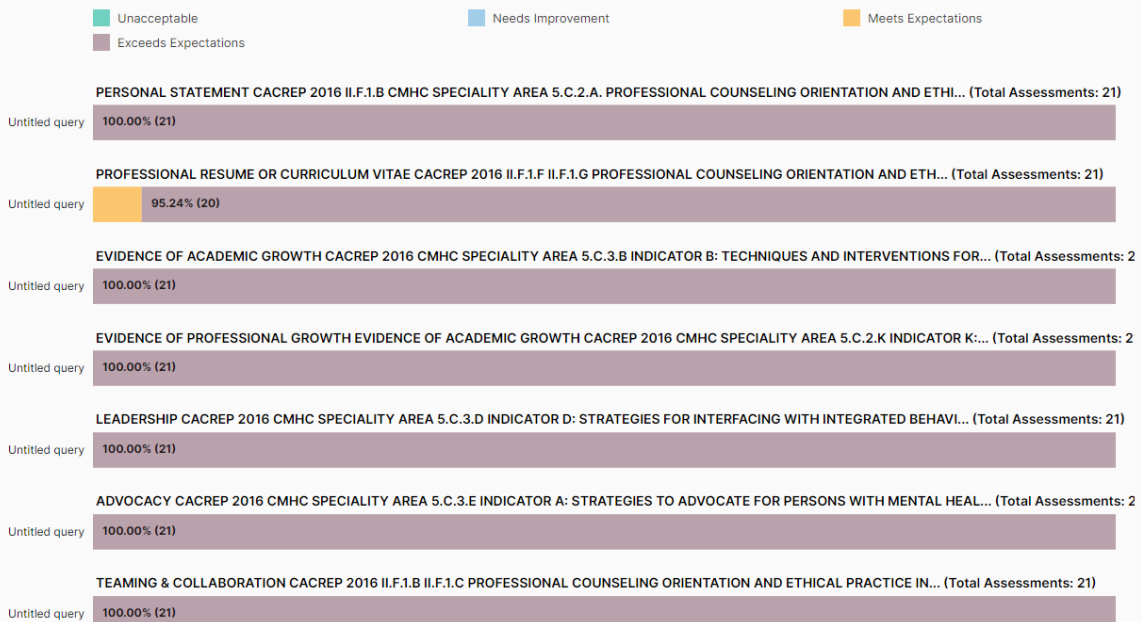 Unacceptable
Needs Improvement
Meets Expectations
Exceeds Expectations
PERSONAL STATEMENT CACREP 2016 II.F.1.B CMHC SPECIALITY AREA 5.C.2.A. PROFESSIONAL COUNSELING ORIENTATION AND ETHI... (Total Assessments: 21)
Untitled query 100.00% (21)
PROFESSIONAL RESUME OR CURRICULUM VITAE CACREP 2016 II.F.1.F II.F.1.G PROFESSIONAL COUNSELING ORIENTATION AND ETH... (Total Assessments: 21)
Untitled query 95.24% (20)
EVIDENCE OF ACADEMIC GROWTH CACREP 2016 CMHC SPECIALITY AREA 5.C.3.B INDICATOR B: TECHNIQUES AND INTERVENTIONS FOR... (Total Assessments: 2
Untitled query 100.00% (21)
EVIDENCE OF PROFESSIONAL GROWTH EVIDENCE OF ACADEMIC GROWTH CACREP 2016 CMHC SPECIALITY AREA 5.C.2.K INDICATOR K:... (Total Assessments: 2
Untitled query 100.00% (21)
LEADERSHIP CACREP 2016 CMHC SPECIALITY AREA 5.C.3.D INDICATOR D: STRATEGIES FOR INTERFACING WITH INTEGRATED BEHAVI... (Total Assessments: 21)
Untitled query 100.00% (21)
ADVOCACY CACREP 2016 CMHC SPECIALITY AREA 5.C.3.E INDICATOR A: STRATEGIES TO ADVOCATE FOR PERSONS WITH MENTAL HEAL... (Total Assessments: 2
Untitled query 100.00% (21)
TEAMING & COLLABORATION CACREP 2016 II.F.1.B II.F.1.C PROFESSIONAL COUNSELING ORIENTATION AND ETHICAL PRACTICE IN... (Total Assessments: 21)
Untitled query 100.00% (21)